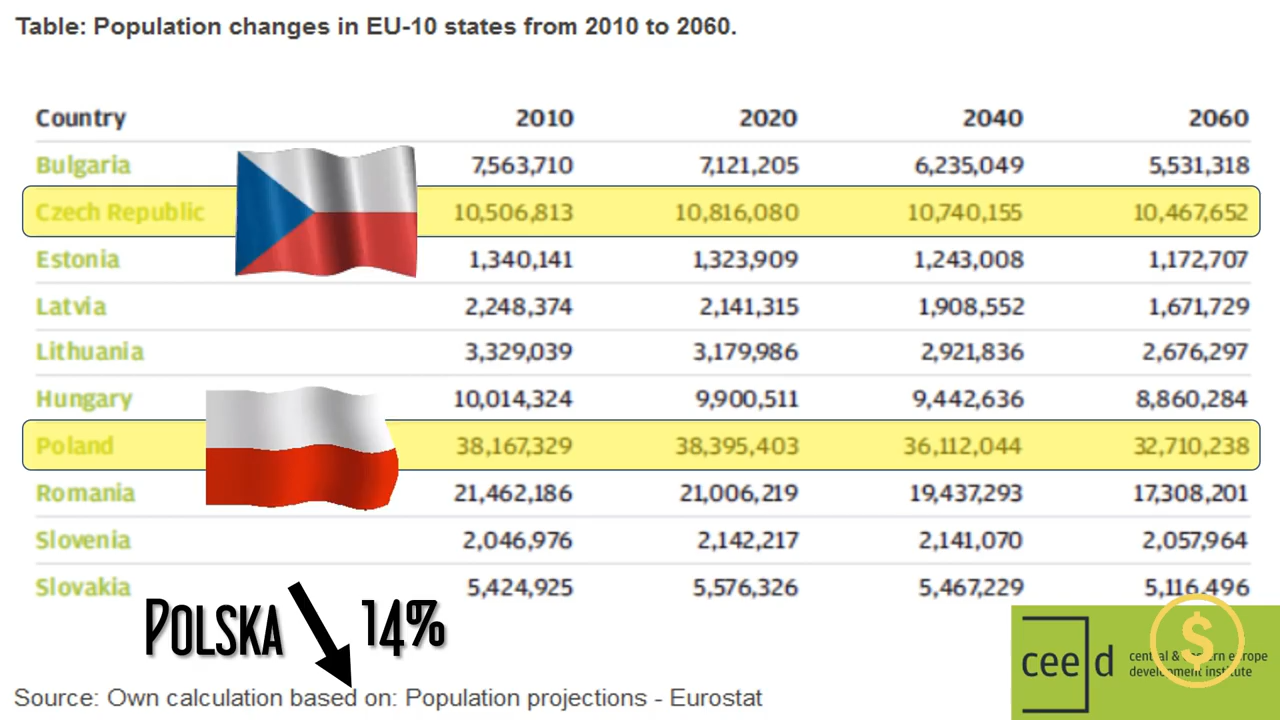 Table: Population changes in EU-10 states from 2010 to 2060.
Country 2010 2020 2040 2060
Bulgaria 7,563,710 7,121,205 6,235,049 5,531,318
Czech Republic 10,506,813 10,816,080 10,740,155 10,467,652
Estonia 1,340,141 1,323,909 1,243,008 1,172,707
Latvia 2,248,374 2,141,315 1,908,552 1,671,729
Lithuania 3,329,039 3,179,986 2,921,836 2,676,297
Hungary 10,014,324 9,900,511 9,442,636 8,860,284
Poland 38,167,329 38,395,403 36,112,044 32,710,238
Romania 21,462,186 21,006,219 19,437,293 17,308,201
Slovenia 2,046,976 2,142,217 2,141,070 2,057,964
Slovakia 5,424,925 5,576,326 5,467,229 5,116,496
POLSKA 14%
ceed
central & eastern europe
development institute
$
Source: Own calculation based on: Population projections - Eurostat